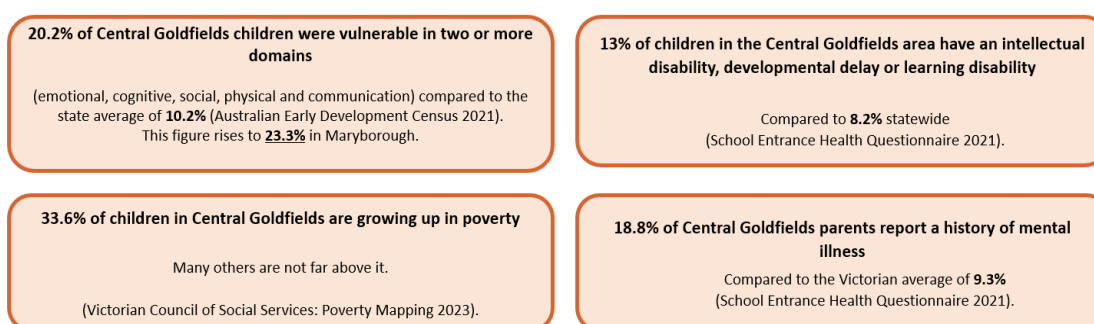 20.2% of Central Goldfields children were vulnerable in two or more
domains
(emotional, cognitive, social, physical and communication) compared to the
state average of 10.2% (Australian Early Development Census 2021).
This figure rises to 23.3% in Maryborough.
13% of children in the Central Goldfields area have an intellectual
disability, developmental delay or learning disability
Compared to 8.2% statewide
(School Entrance Health Questionnaire 2021).
33.6% of children in Central Goldfields are growing up in poverty
Many others are not far above it.
(Victorian Council of Social Services: Poverty Mapping 2023).
18.8% of Central Goldfields parents report a history of mental
illness
Compared to the Victorian average of 9.3%
(School Entrance Health Questionnaire 2021).